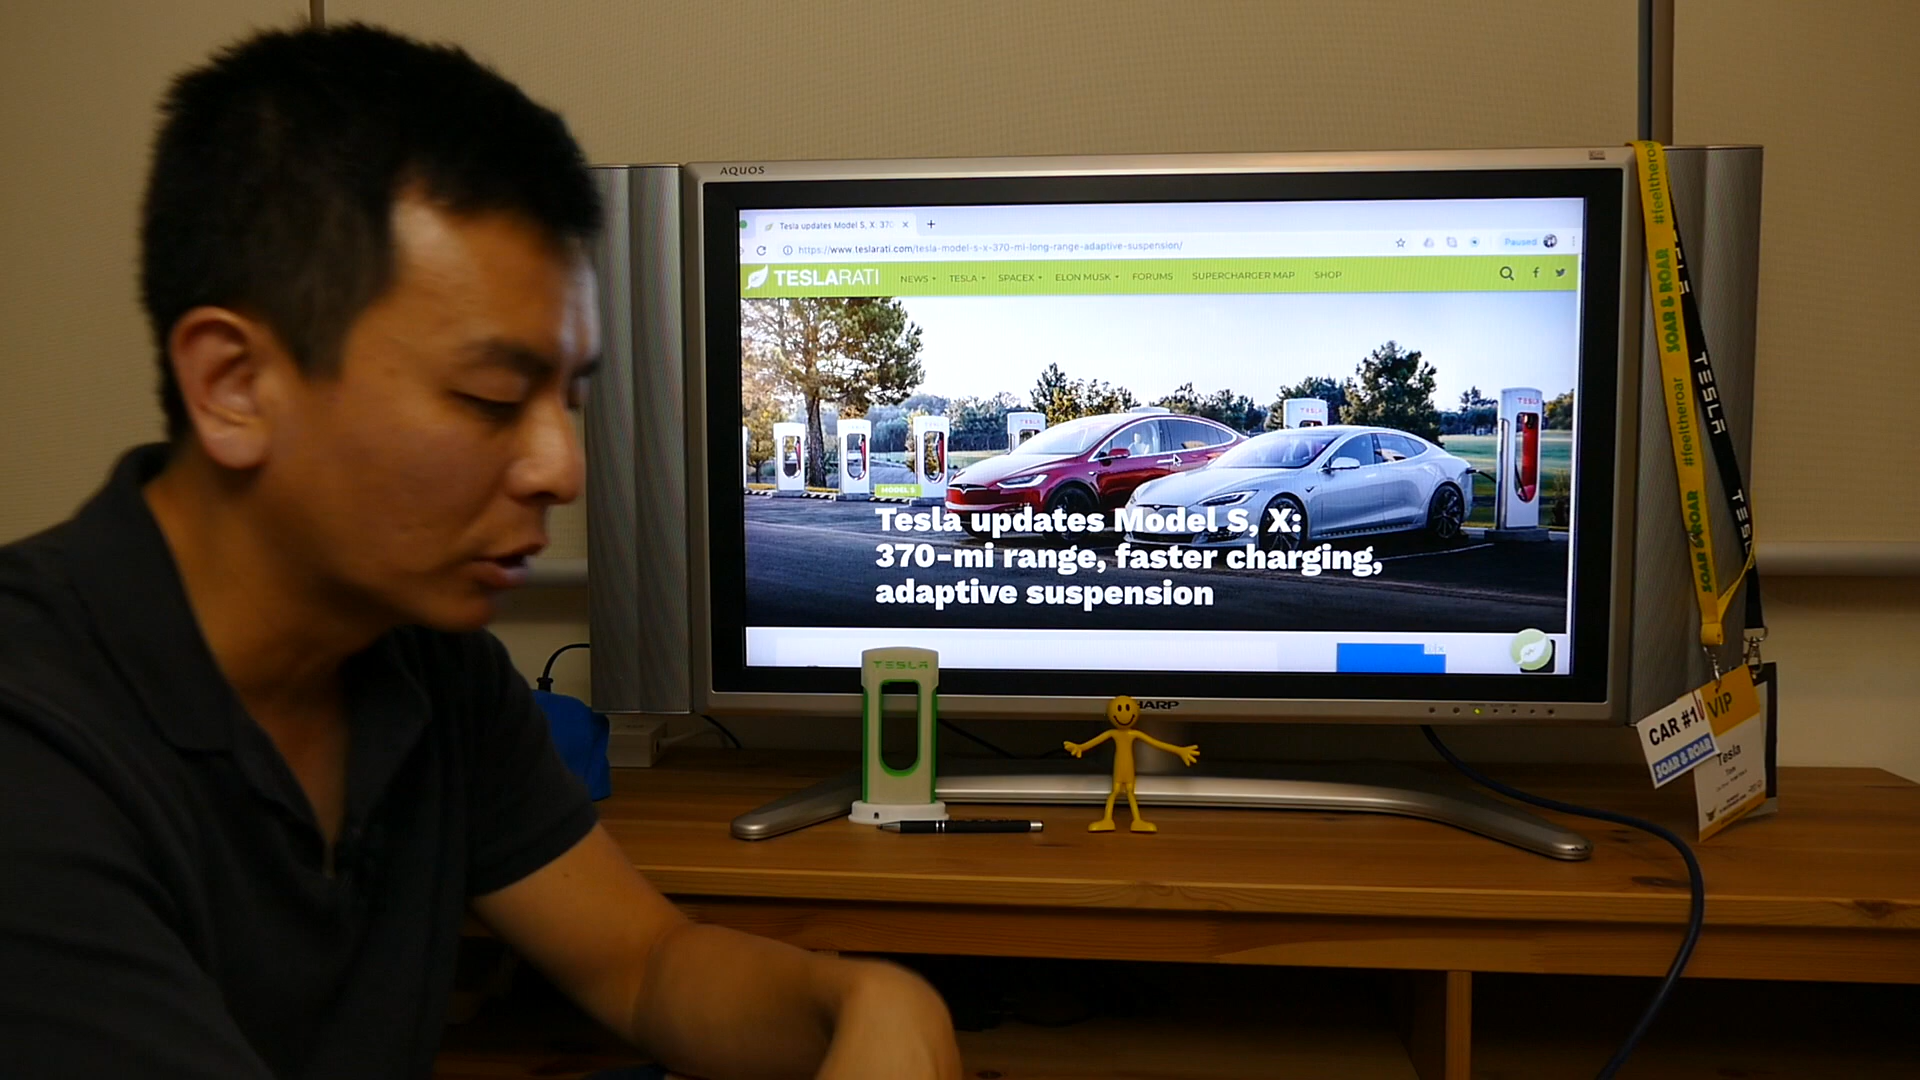 AQUOS
Tesla updates Model S, X: 370
https://www.teslarati.com/tesla-model-s-x-370-mi-long-range-adaptive-suspension/
Paused
TESLARATI
NEWS
TESLA
SPACEX
ELON MUSK
FORUMS
SUPERCHARGER MAP
SHOP
MODEL S
Tesla updates Model S, X:
370-mi range, faster charging,
adaptive suspension
TESLA
SHARP
#feeltheroar
SOAR & ROAR
#feeltheroar
SOAR & ROAR
TESLA
TESLA
CAR #1
SOAR & ROAR
VIP
Tesla